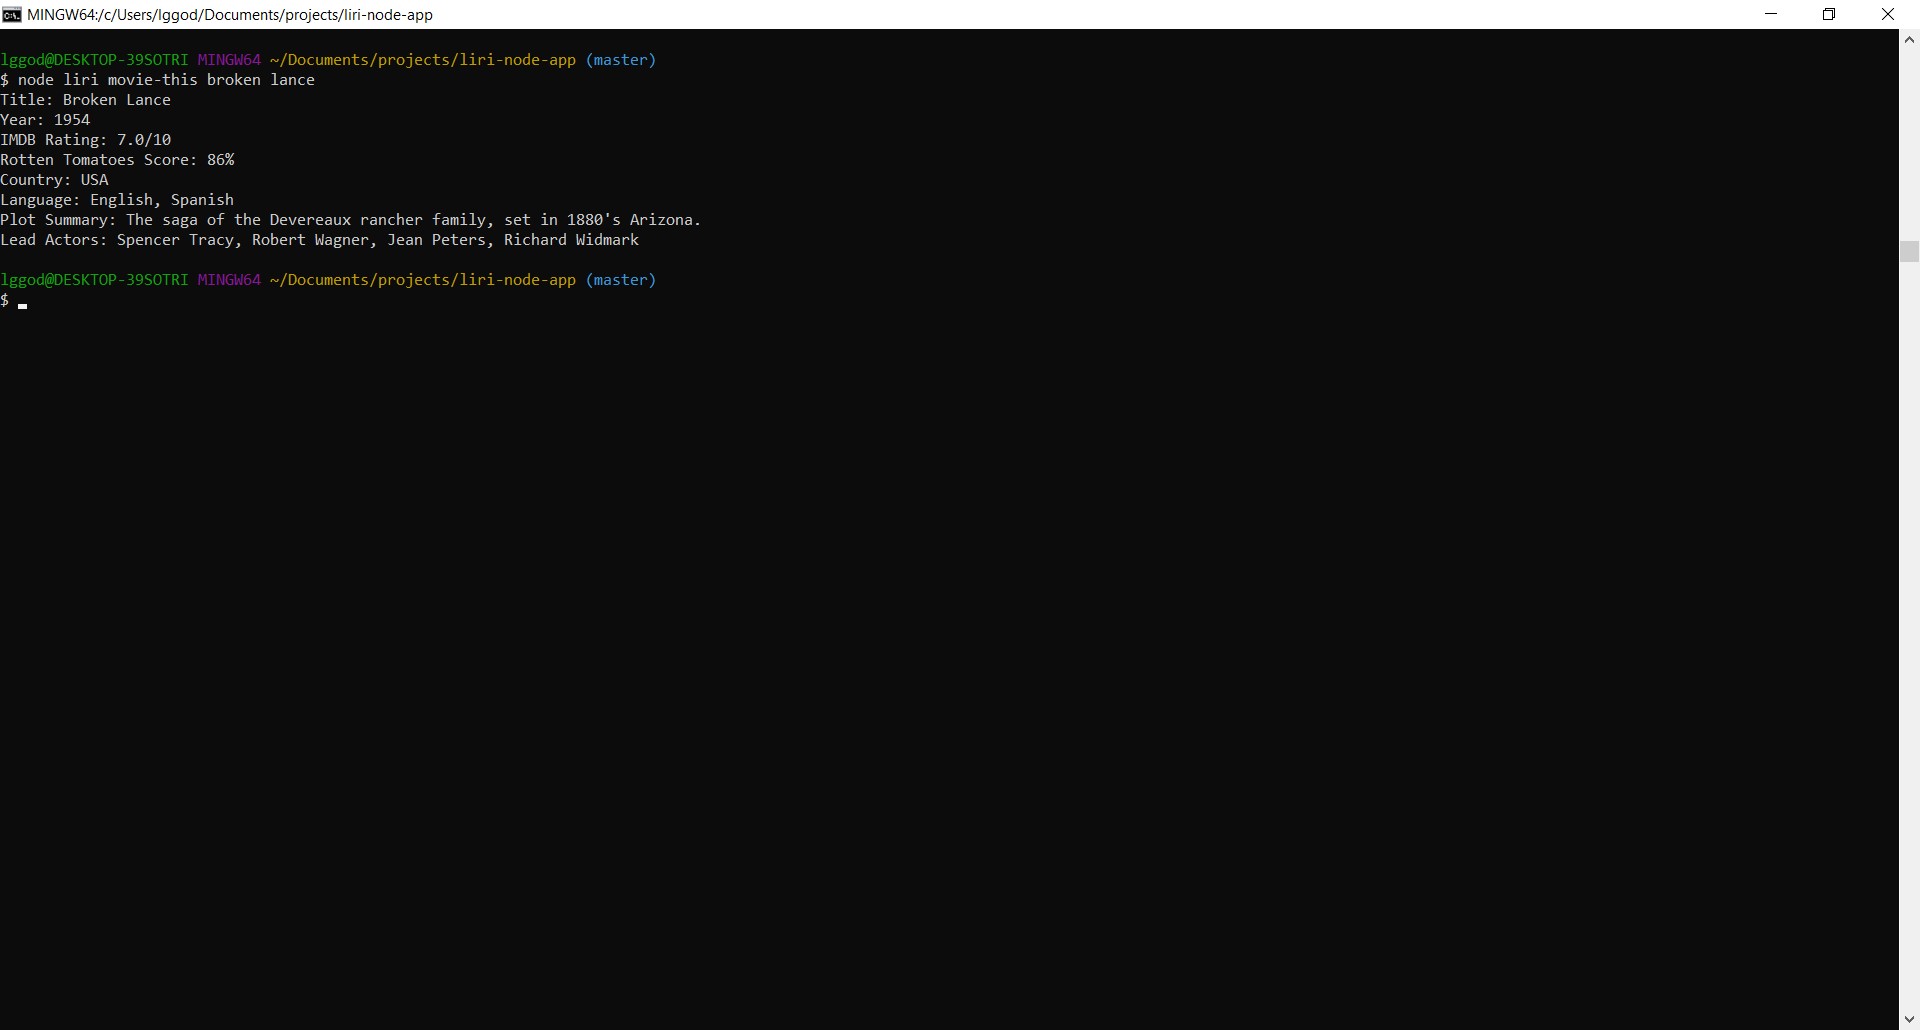 MINGW64:/c/Users/lggod/Documents/projects/liri-node-app
lggod@DESKTOP-39SOTRI MINGW64 ~/Documents/projects/liri-node-app (master)
$ node liri movie-this broken lance
Title: Broken Lance
Year: 1954
IMDB Rating: 7.0/10
Rotten Tomatoes Score: 86%
Country: USA
Language: English, Spanish
Plot Summary: The saga of the Devereaux rancher family, set in 1880's Arizona.
Lead Actors: Spencer Tracy, Robert Wagner, Jean Peters, Richard Widmark
lggod@DESKTOP-39SOTRI MINGW64 ~/Documents/projects/liri-node-app (master)
$